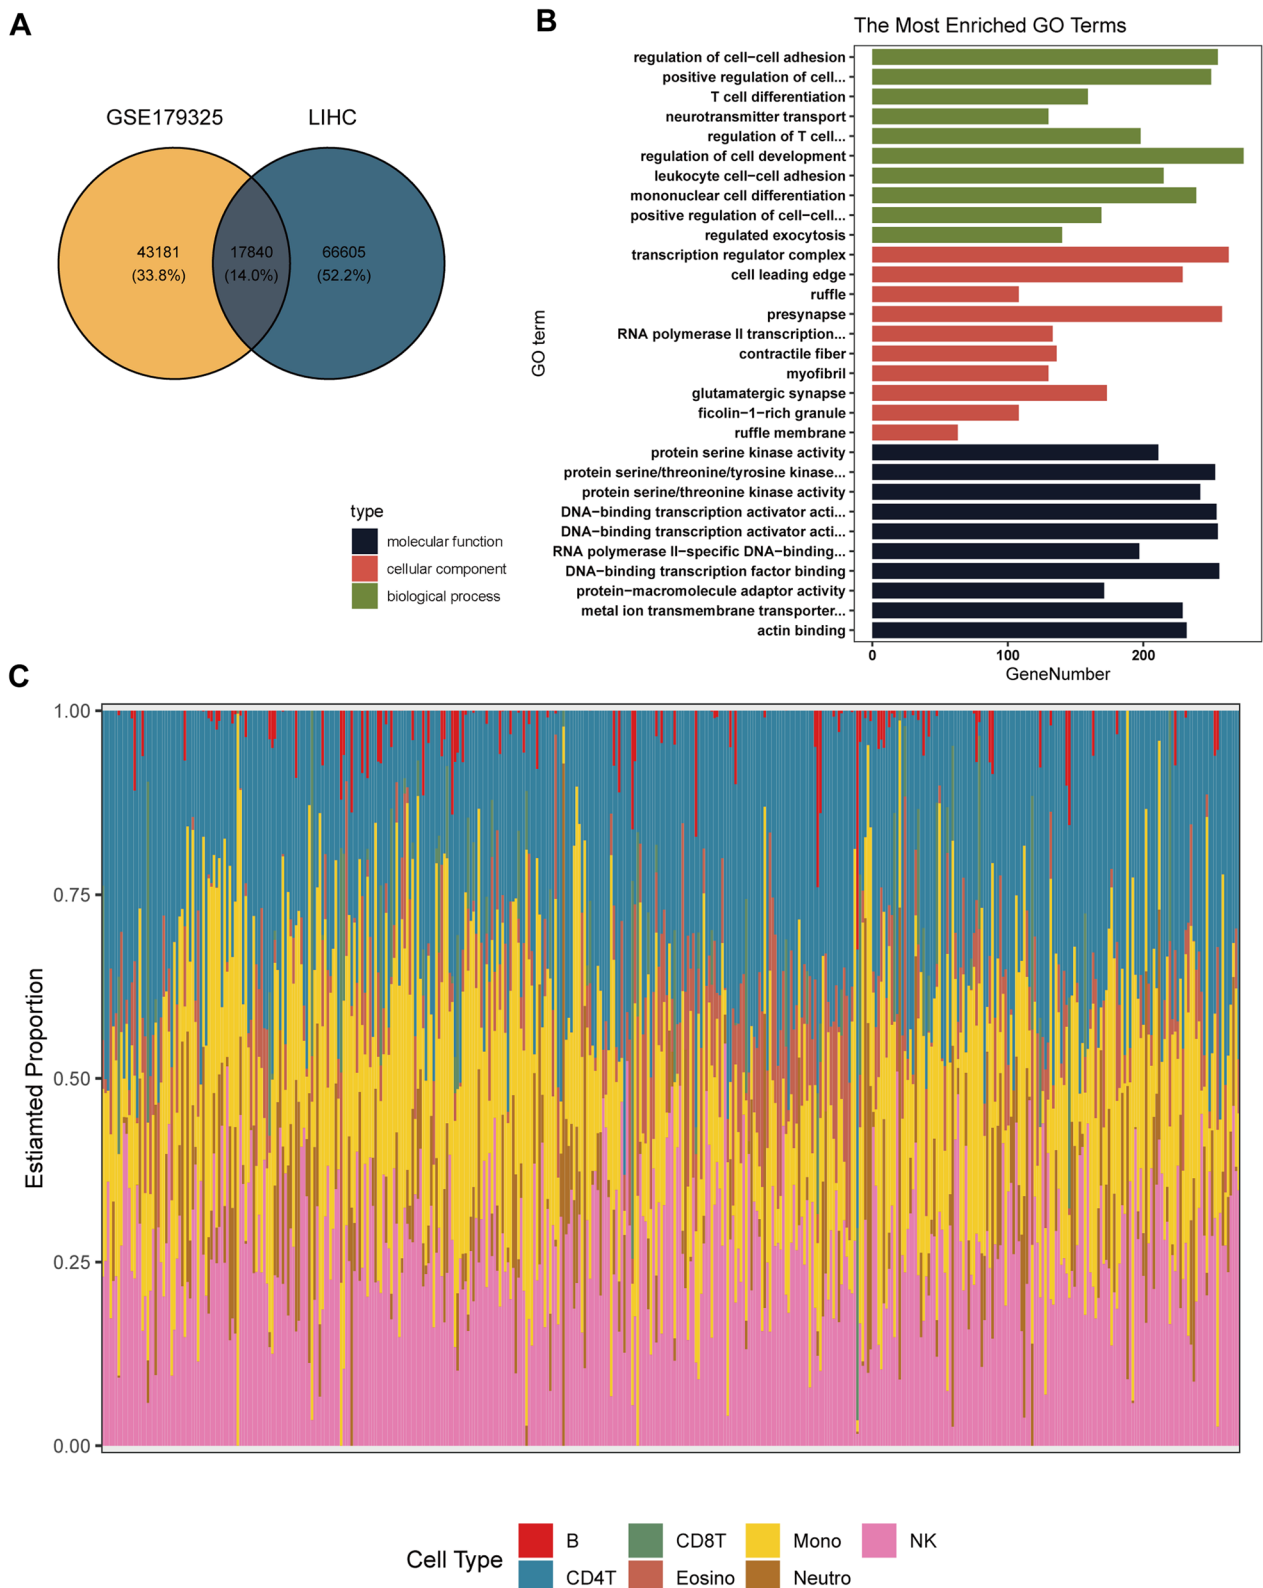 A
GSE179325
LIHC
43181
(33.8%)
17840
(14.0%)
66605
(52.2%)
type
molecular function
cellular component
biological process
B
The Most Enriched GO Terms
GO term
regulation of cell−cell adhesion
positive regulation of cell...
T cell differentiation
neurotransmitter transport
regulation of T cell...
regulation of cell development
leukocyte cell−cell adhesion
mononuclear cell differentiation
positive regulation of cell−cell...
regulated exocytosis
transcription regulator complex
cell leading edge
ruffle
presynapse
RNA polymerase II transcription...
contractile fiber
myofibril
glutamatergic synapse
ficolin−1−rich granule
ruffle membrane
protein serine kinase activity
protein serine/threonine/tyrosine kinase...
protein serine/threonine kinase activity
DNA−binding transcription activator acti...
DNA−binding transcription activator acti...
RNA polymerase II−specific DNA−binding...
DNA−binding transcription factor binding
protein−macromolecule adaptor activity
metal ion transmembrane transporter...
actin binding
0 100 200
GeneNumber
C
Estiamted Proportion
1.00
0.75
0.50
0.25
0.00
Cell Type
B CD8T Mono NK
CD4T Eosino Neutro